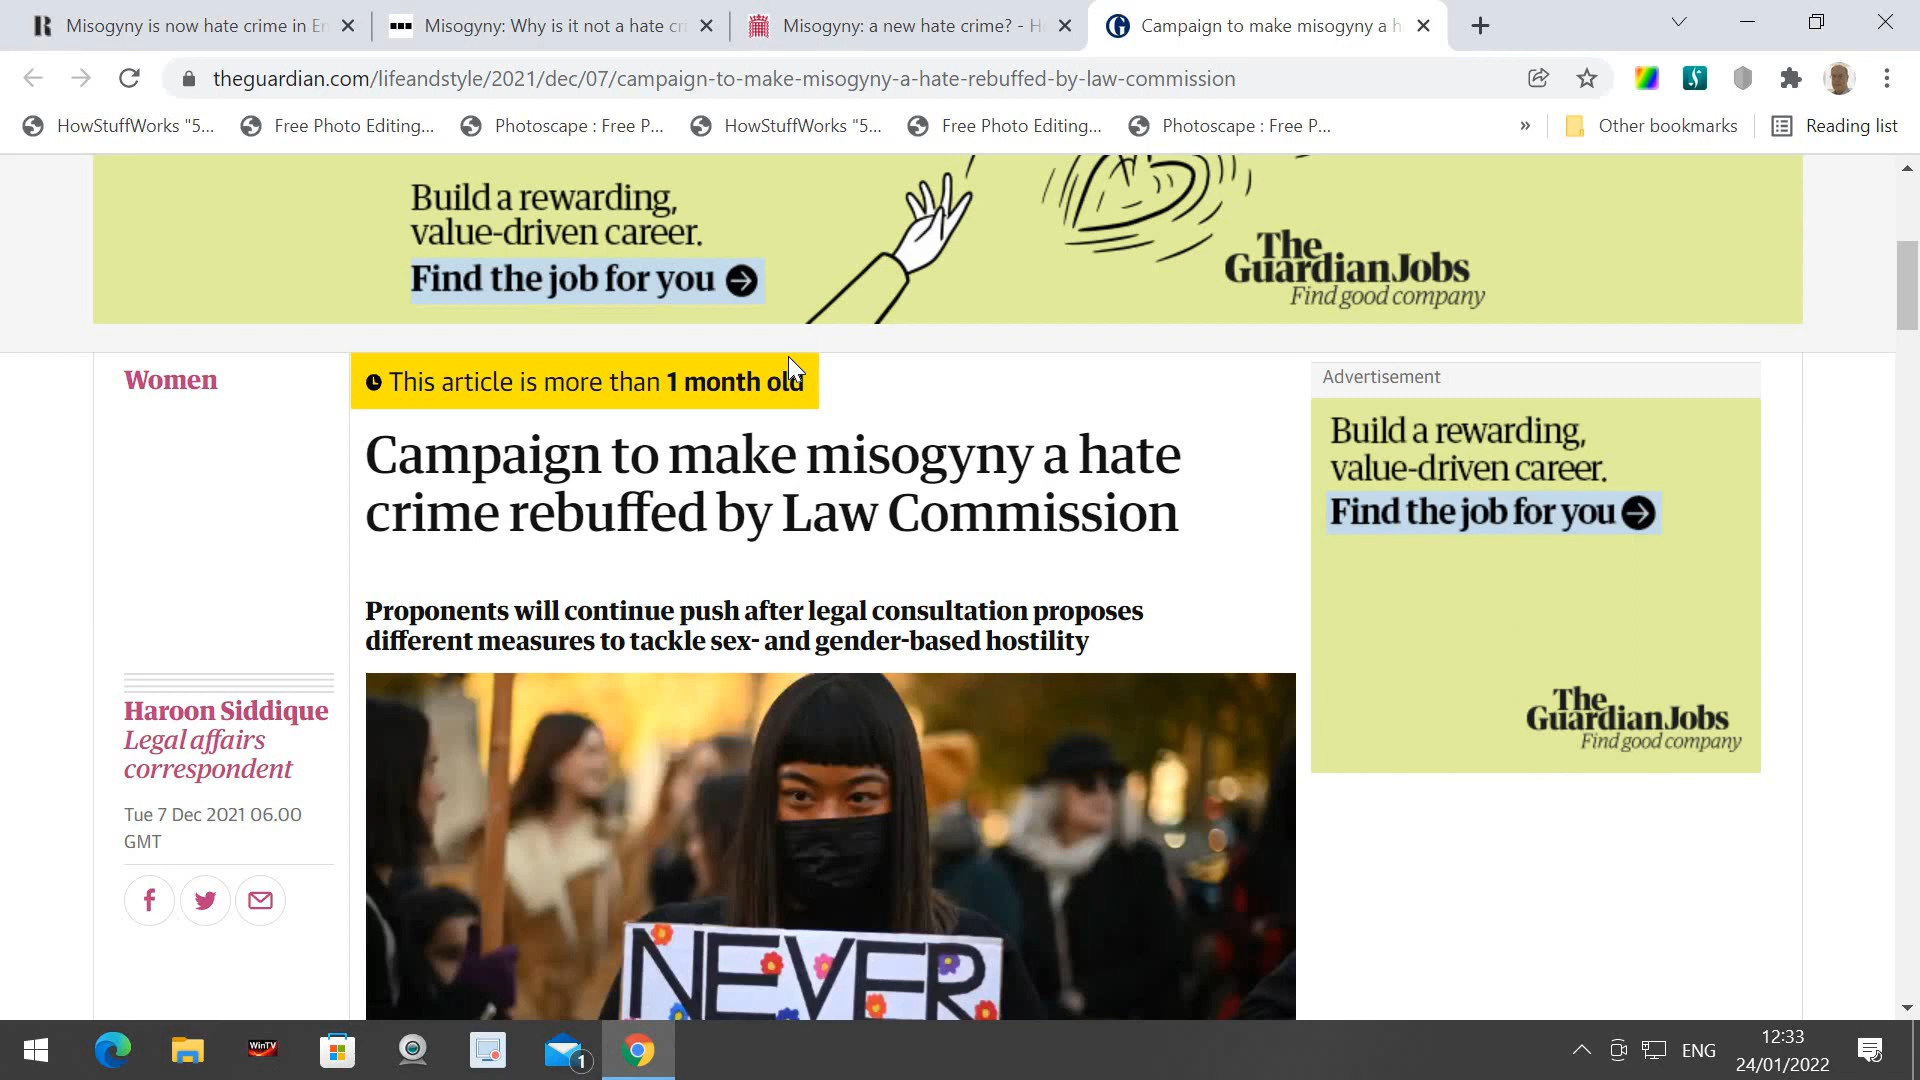 Misogyny is now hate crime in En
Misogyny: Why is it not a hate cri
Misogyny: a new hate crime? - Ho
Campaign to make misogyny a ha
theguardian.com/lifeandstyle/2021/dec/07/campaign-to-make-misogyny-a-hate-rebuffed-by-law-commission
HowStuffWorks "5...
Free Photo Editing...
Photoscape : Free P...
HowStuffWorks "5...
Free Photo Editing...
Photoscape : Free P...
»
Other bookmarks
Reading list
Build a rewarding,
value-driven career.
Find the job for you
The
GuardianJobs
Find good company
Women
This article is more than 1 month old
Campaign to make misogyny a hate
crime rebuffed by Law Commission
Proponents will continue push after legal consultation proposes
different measures to tackle sex- and gender-based hostility
Haroon Siddique
Legal affairs
correspondent
Tue 7 Dec 2021 06.00
GMT
NEVER
Advertisement
Build a rewarding,
value-driven career.
Find the job for you
The
GuardianJobs
Find good company
WinTV
1
ENG
12:33
24/01/2022